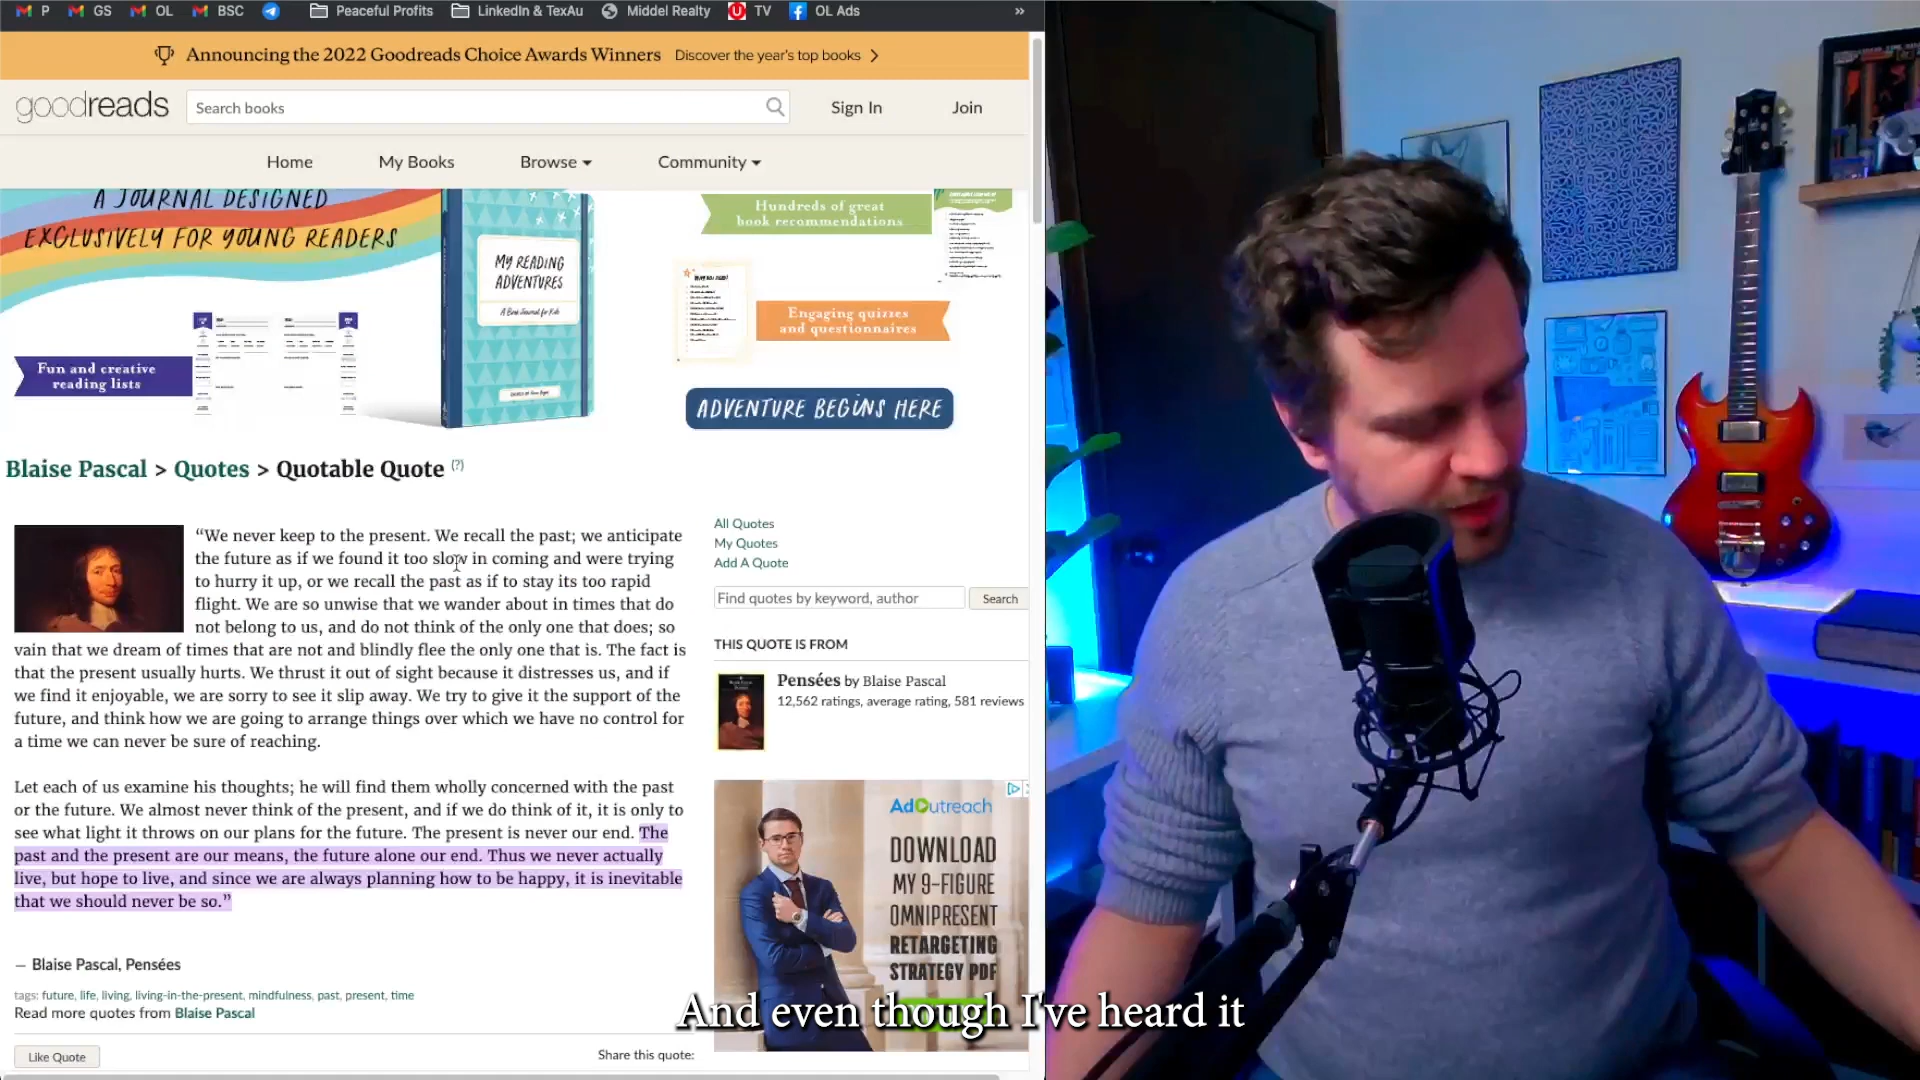 P GS OL BSC Peaceful Profits LinkedIn & TexAu Middel Realty TV OL Ads »
Announcing the 2022 Goodreads Choice Awards Winners Discover the year's top books
goodreads Search books Sign In Join
Home My Books Browse Community
A JOURNAL DESIGNED
EXCLUSIVELY FOR YOUNG READERS
MY READING
ADVENTURES
A Book Journal for Kids
Hundreds of great
book recommendations
Engaging quizzes
and questionnaires
Fun and creative
reading lists
ADVENTURE BEGINS HERE
Blaise Pascal > Quotes > Quotable Quote (?)
“We never keep to the present. We recall the past; we anticipate
the future as if we found it too slow in coming and were trying
to hurry it up, or we recall the past as if to stay its too rapid
flight. We are so unwise that we wander about in times that do
not belong to us, and do not think of the only one that does; so
vain that we dream of times that are not and blindly flee the only one that is. The fact is
that the present usually hurts. We thrust it out of sight because it distresses us, and if
we find it enjoyable, we are sorry to see it slip away. We try to give it the support of the
future, and think how we are going to arrange things over which we have no control for
a time we can never be sure of reaching.
Let each of us examine his thoughts; he will find them wholly concerned with the past
or the future. We almost never think of the present, and if we do think of it, it is only to
see what light it throws on our plans for the future. The present is never our end. The
past and the present are our means, the future alone our end. Thus we never actually
live, but hope to live, and since we are always planning how to be happy, it is inevitable
that we should never be so.”
— Blaise Pascal, Pensées
tags: future, life, living, living-in-the-present, mindfulness, past, present, time
Read more quotes from Blaise Pascal
Like Quote
Share this quote:
All Quotes
My Quotes
Add A Quote
Find quotes by keyword, author Search
THIS QUOTE IS FROM
Pensées by Blaise Pascal
12,562 ratings, average rating, 581 reviews
AdOutreach
DOWNLOAD
MY 9-FIGURE
OMNIPRESENT
RETARGETING
STRATEGY PDF
And even though I've heard it